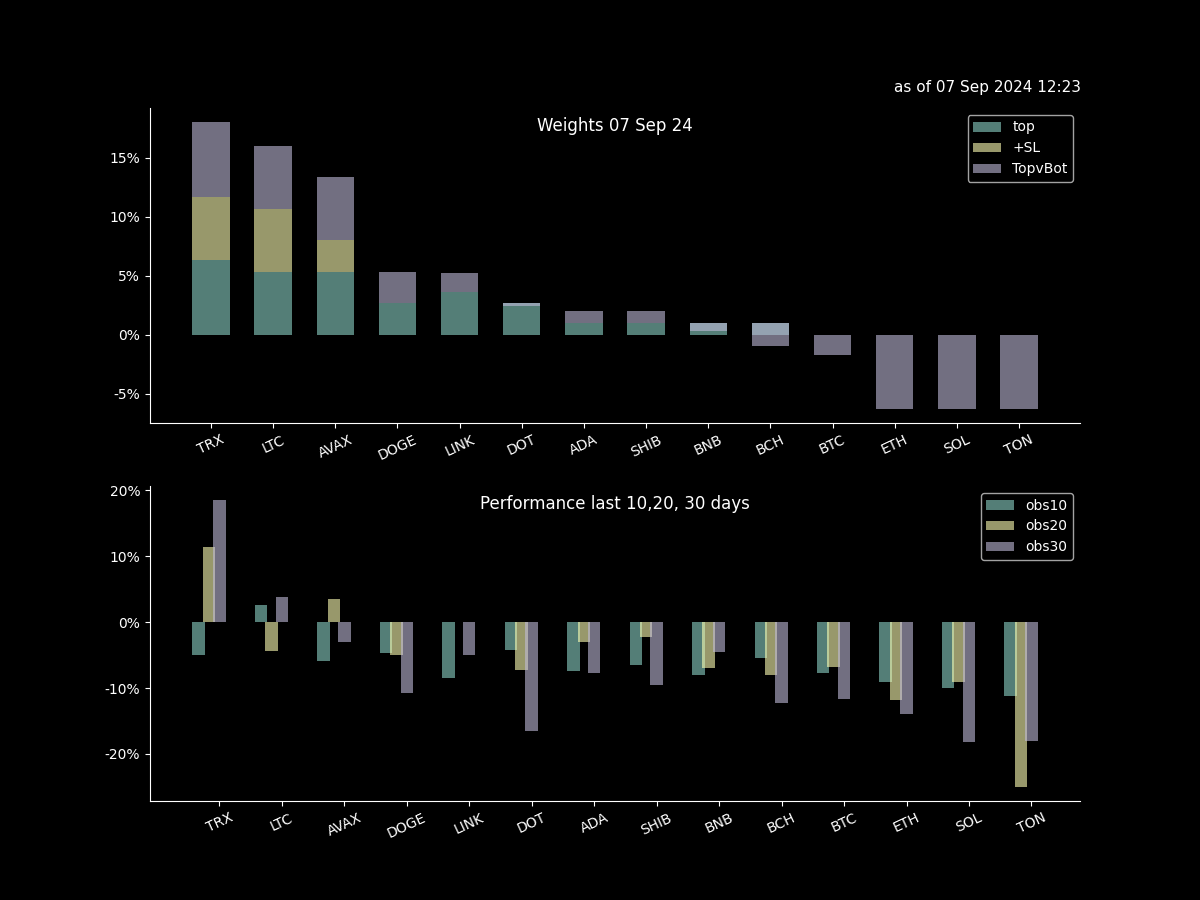 as of 07 Sep 2024 12:23
Weights 07 Sep 24
top
+SL
TopvBot
15%
10%
5%
0%
-5%
TRX LTC AVAX DOGE LINK DOT ADA SHIB BNB BCH BTC ETH SOL TON
Performance last 10,20, 30 days
obs10
obs20
obs30
20%
10%
0%
-10%
-20%
TRX LTC AVAX DOGE LINK DOT ADA SHIB BNB BCH BTC ETH SOL TON